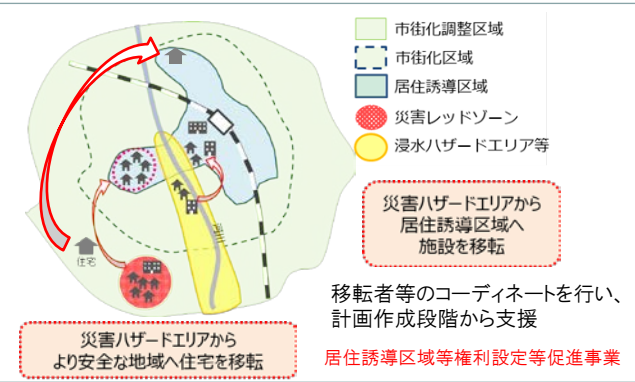 市街化調整区域
市街化区域
居住誘導区域
災害レッドゾーン
浸水ハザードエリア等
住宅
河川
災害ハザードエリアから
居住誘導区域へ
施設を移転
移転者等のコーディネートを行い、
計画作成段階から支援
災害ハザードエリアから
より安全な地域へ住宅を移転
居住誘導区域等権利設定等促進事業